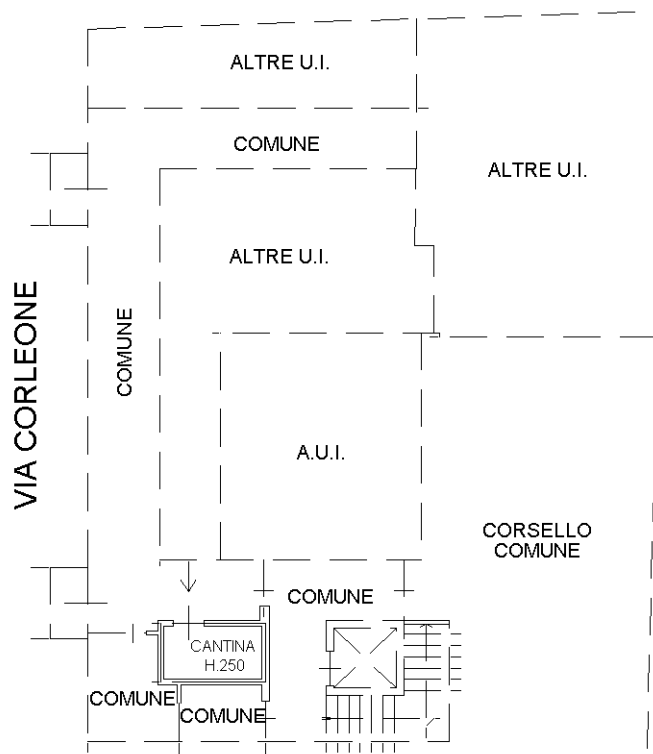 ALTRE U.I.
COMUNE
ALTRE U.I.
ALTRE U.I.
VIA CORLEONE
COMUNE
A.U.I.
CORSELLO
COMUNE
COMUNE
CANTINA
H.250
COMUNE
COMUNE